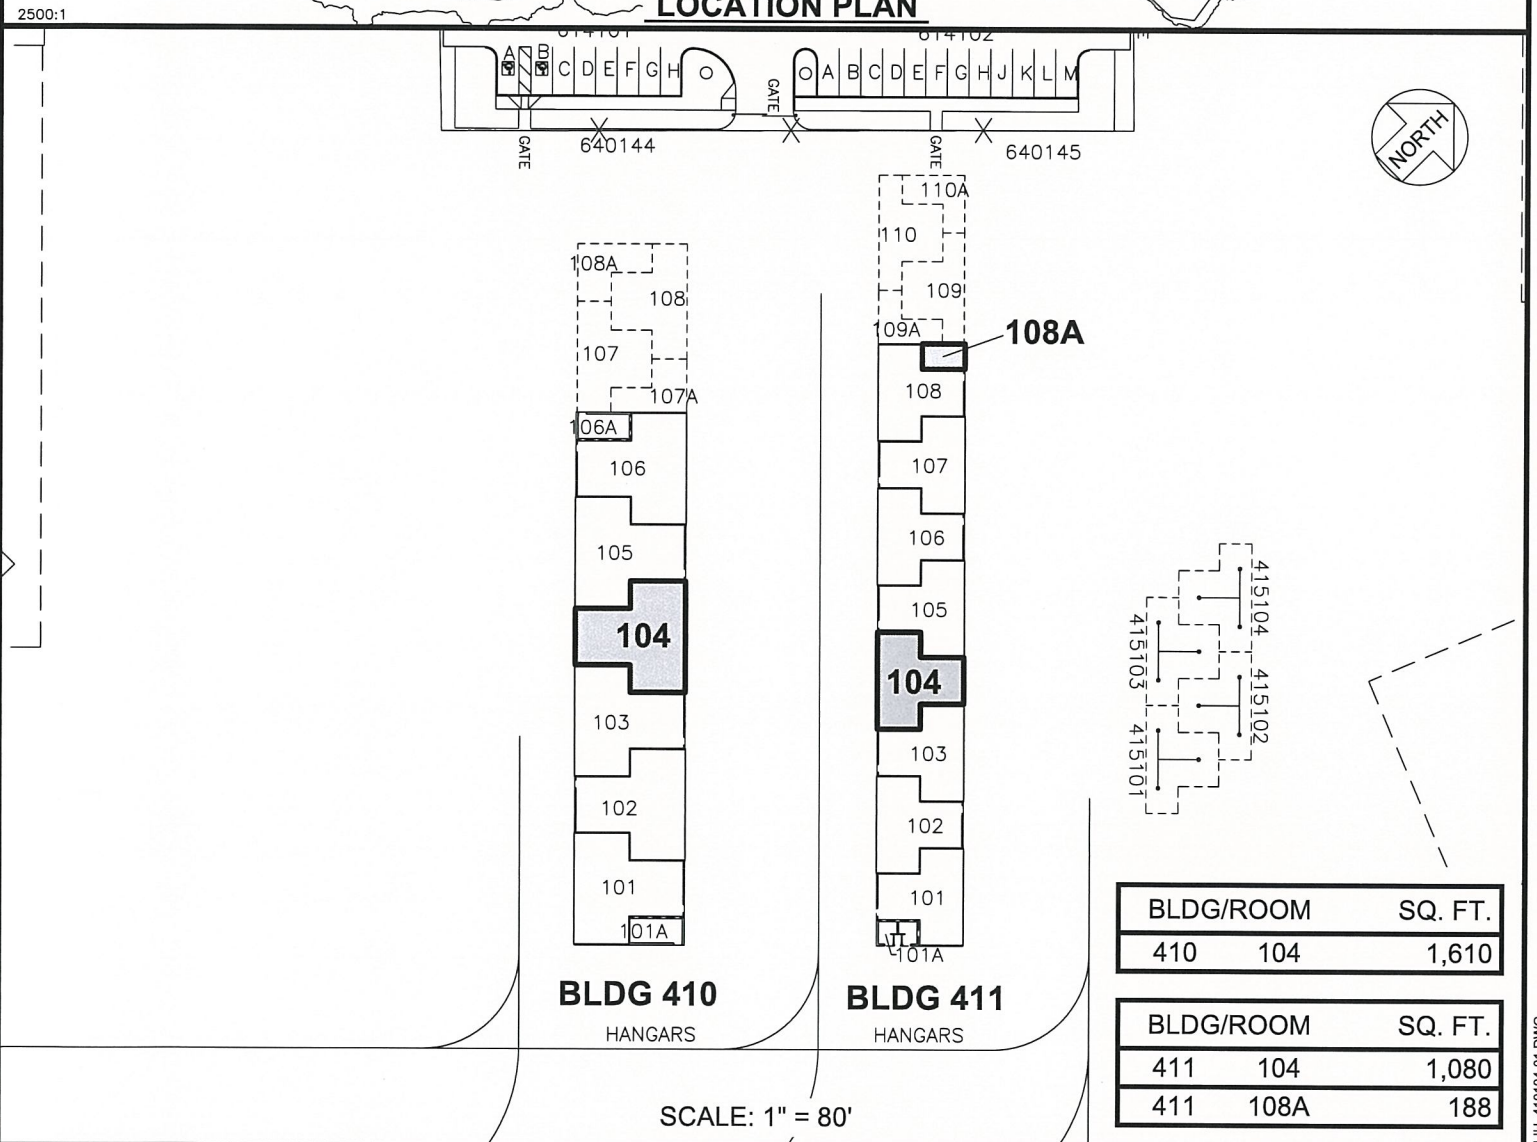 2500:1
LOCATION PLAN
614101
614102
A B C D E F G H
A B C D E F G H J K L M
GATE
GATE
GATE
640144
640145
NORTH
110A
110
109
109A
108A
108
107
106
105
104
103
102
101
101A
108A
108
107
107A
106A
106
105
104
103
102
101
101A
415104
415103
415102
415101
BLDG 410
HANGARS
BLDG 411
HANGARS
SCALE: 1" = 80'
BLDG/ROOM SQ. FT.
410 104 1,610
BLDG/ROOM SQ. FT.
411 104 1,080
411 108A 188